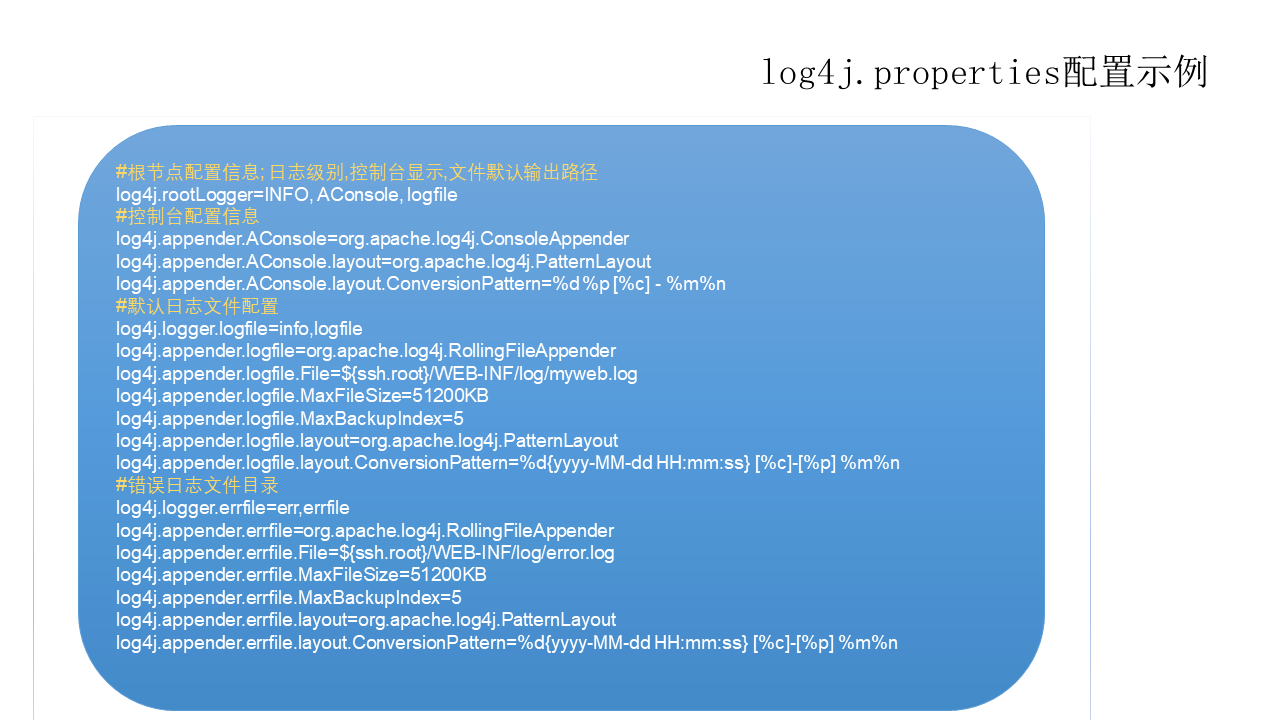 log4j.properties配置示例
#根节点配置信息; 日志级别,控制台显示,文件默认输出路径
log4j.rootLogger=INFO, AConsole, logfile
#控制台配置信息
log4j.appender.AConsole=org.apache.log4j.ConsoleAppender
log4j.appender.AConsole.layout=org.apache.log4j.PatternLayout
log4j.appender.AConsole.layout.ConversionPattern=%d %p [%c] - %m%n
#默认日志文件配置
log4j.logger.logfile=info,logfile
log4j.appender.logfile=org.apache.log4j.RollingFileAppender
log4j.appender.logfile.File=${ssh.root}/WEB-INF/log/myweb.log
log4j.appender.logfile.MaxFileSize=51200KB
log4j.appender.logfile.MaxBackupIndex=5
log4j.appender.logfile.layout=org.apache.log4j.PatternLayout
log4j.appender.logfile.layout.ConversionPattern=%d{yyyy-MM-dd HH:mm:ss} [%c]-[%p] %m%n
#错误日志文件目录
log4j.logger.errfile=err,errfile
log4j.appender.errfile=org.apache.log4j.RollingFileAppender
log4j.appender.errfile.File=${ssh.root}/WEB-INF/log/error.log
log4j.appender.errfile.MaxFileSize=51200KB
log4j.appender.errfile.MaxBackupIndex=5
log4j.appender.errfile.layout=org.apache.log4j.PatternLayout
log4j.appender.errfile.layout.ConversionPattern=%d{yyyy-MM-dd HH:mm:ss} [%c]-[%p] %m%n